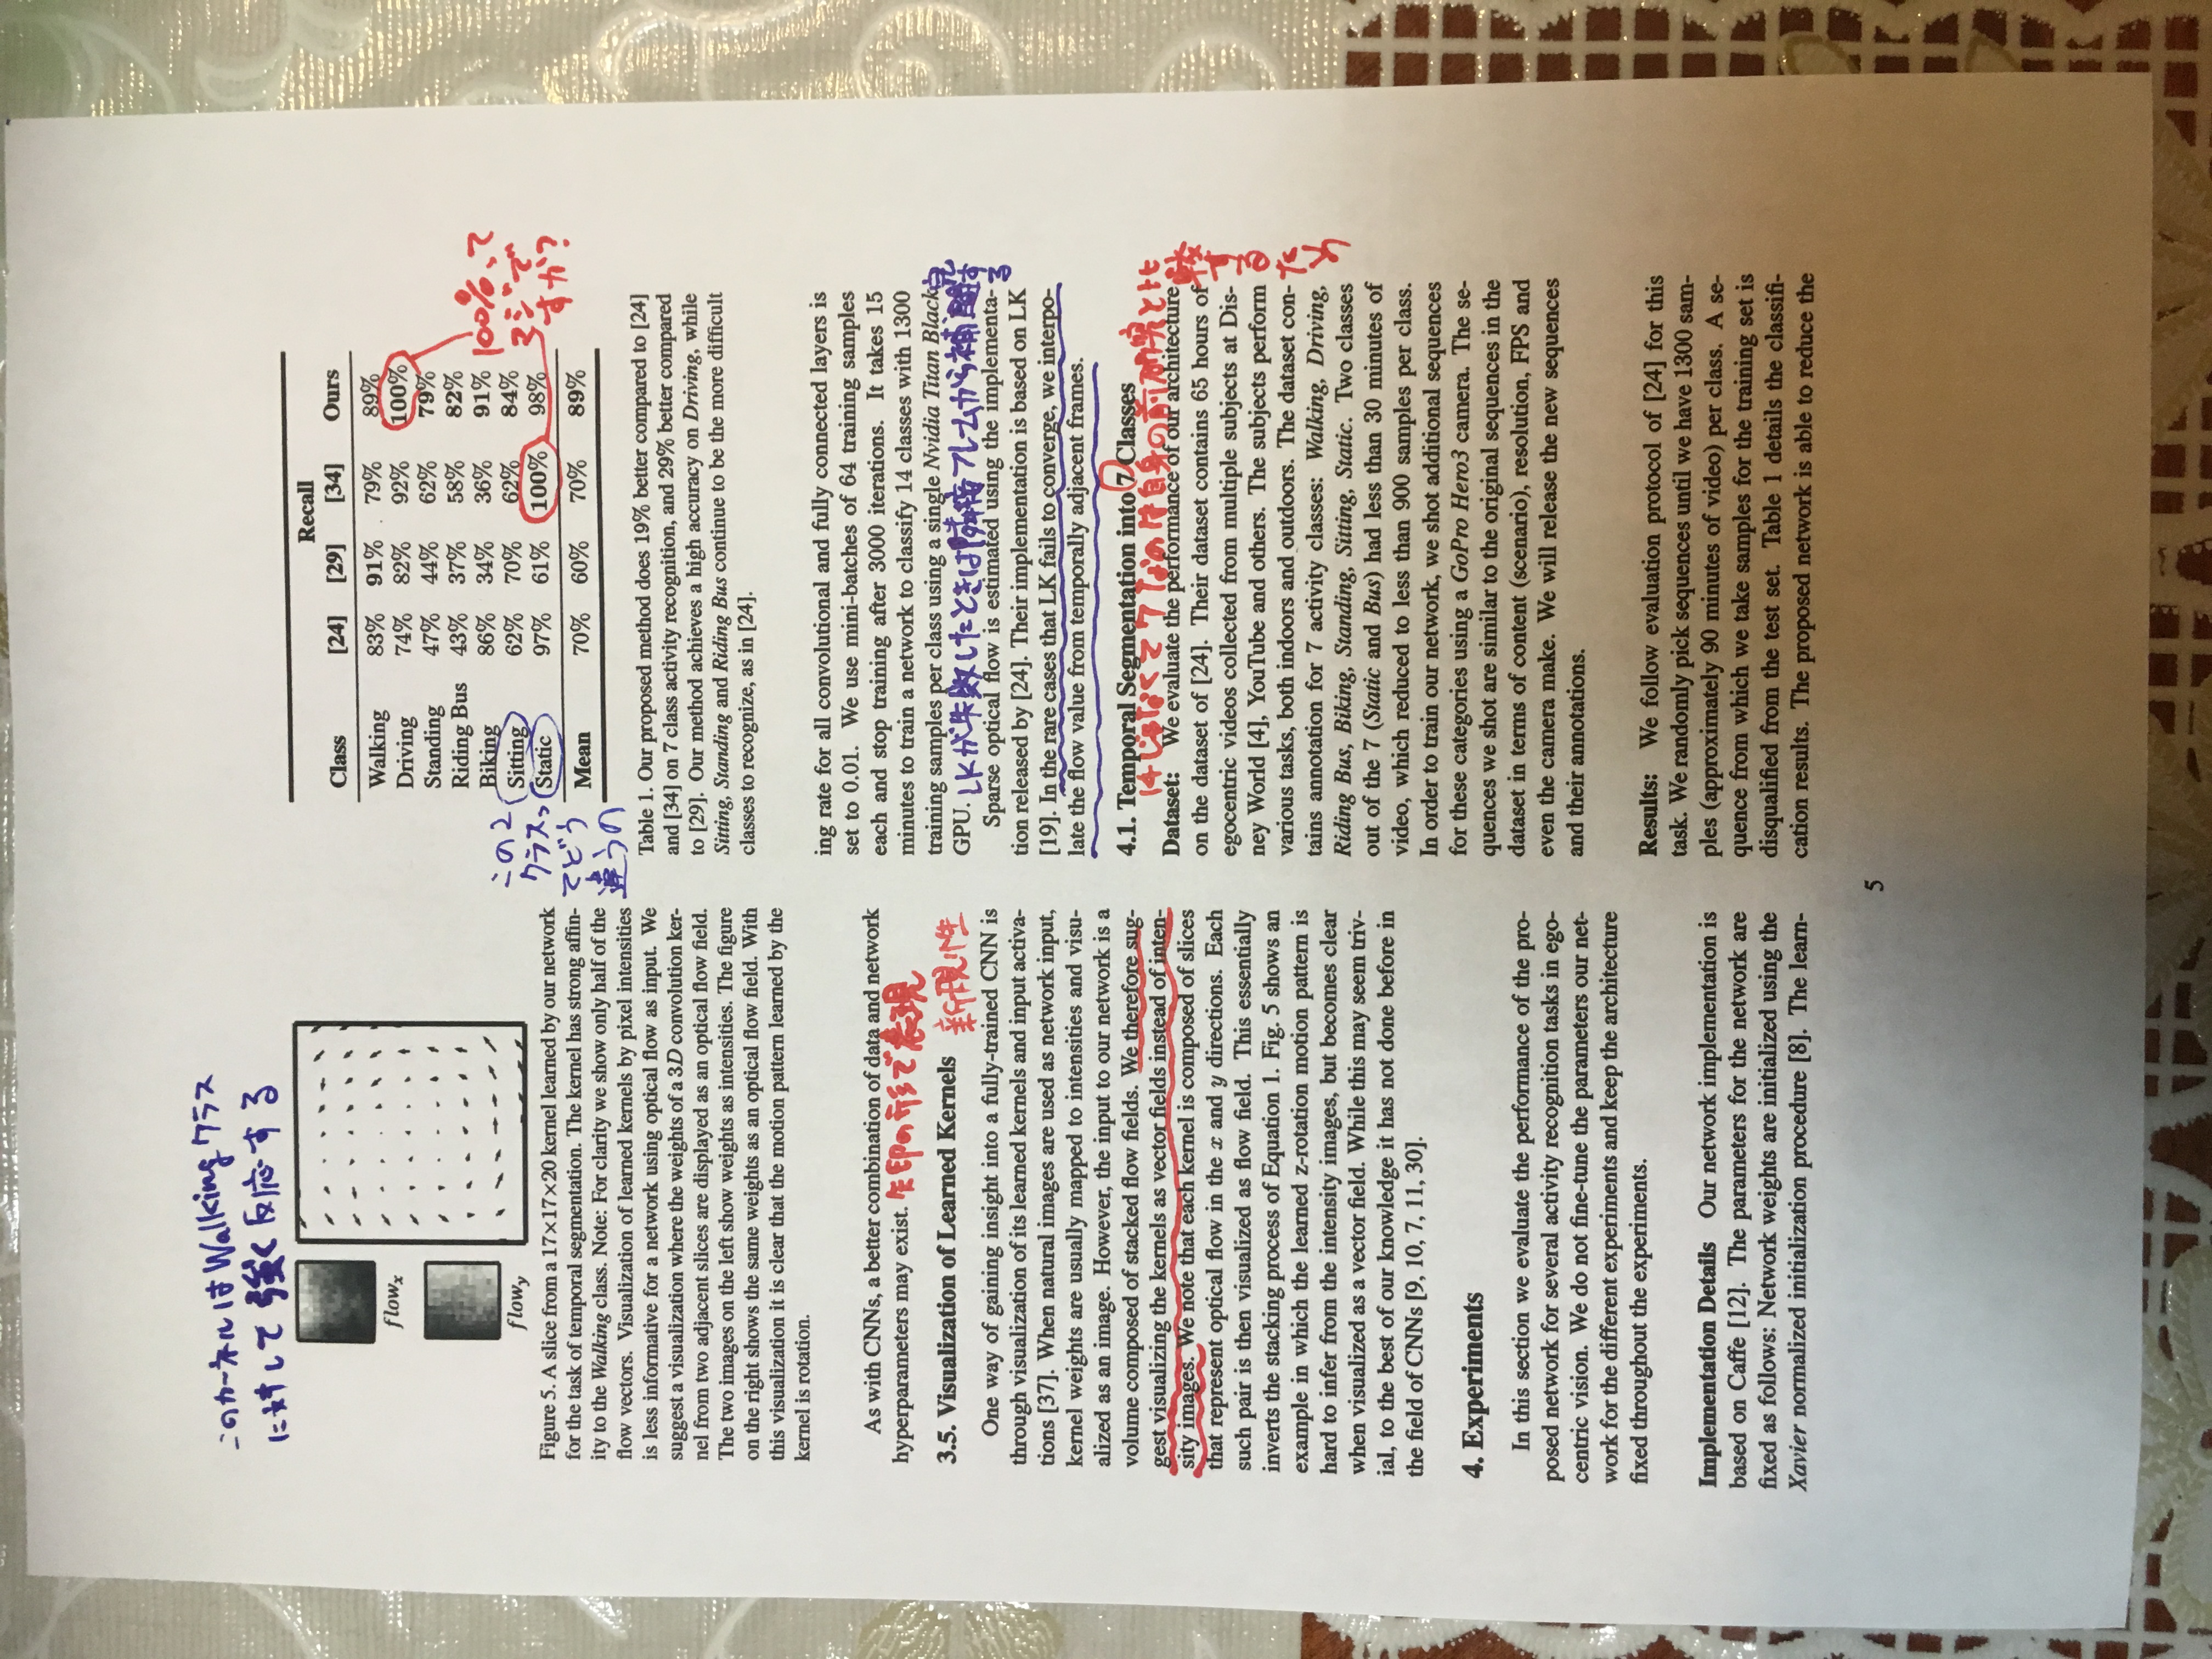 このカーネルはWalkingクラス
に対して強く反応する
flowx
flowy
Figure 5. A slice from a 17×17×20 kernel learned by our network
for the task of temporal segmentation. The kernel has strong affin-
ity to the Walking class. Note: For clarity we show only half of the
flow vectors. Visualization of learned kernels by pixel intensities
is less informative for a network using optical flow as input. We
suggest a visualization where the weights of a 3D convolution ker-
nel from two adjacent slices are displayed as an optical flow field.
The two images on the left show weights as intensities. The figure
on the right shows the same weights as an optical flow field. With
this visualization it is clear that the motion pattern learned by the
kernel is rotation.
As with CNNs, a better combination of data and network
hyperparameters may exist.
矢印の形で表現
3.5. Visualization of Learned Kernels
新規性
One way of gaining insight into a fully-trained CNN is
through visualization of its learned kernels and input activa-
tions [37]. When natural images are used as network input,
kernel weights are usually mapped to intensities and visu-
alized as an image. However, the input to our network is a
volume composed of stacked flow fields. We therefore sug-
gest visualizing the kernels as vector fields instead of inten-
sity images. We note that each kernel is composed of slices
that represent optical flow in the x and y directions. Each
such pair is then visualized as flow field. This essentially
inverts the stacking process of Equation 1. Fig. 5 shows an
example in which the learned z-rotation motion pattern is
hard to infer from the intensity images, but becomes clear
when visualized as a vector field. While this may seem triv-
ial, to the best of our knowledge it has not done before in
the field of CNNs [9, 10, 7, 11, 30].
4. Experiments
In this section we evaluate the performance of the pro-
posed network for several activity recognition tasks in ego-
centric vision. We do not fine-tune the parameters our net-
work for the different experiments and keep the architecture
fixed throughout the experiments.
Implementation Details Our network implementation is
based on Caffe [12]. The parameters for the network are
fixed as follows: Network weights are initialized using the
Xavier normalized initialization procedure [8]. The learn-
Recall
Class [24] [29] [34] Ours
Walking 83% 91% 79% 89%
Driving 74% 82% 92% 100%
Standing 47% 44% 62% 79%
Riding Bus 43% 37% 58% 82%
Biking 86% 34% 36% 91%
Sitting 62% 70% 62% 84%
Static 97% 61% 100% 98%
Mean 70% 60% 70% 89%
この2
クラスっ
てどう
違うの
100%って
マジで
すか?
Table 1. Our proposed method does 19% better compared to [24]
and [34] on 7 class activity recognition, and 29% better compared
to [29]. Our method achieves a high accuracy on Driving, while
Sitting, Standing and Riding Bus continue to be the more difficult
classes to recognize, as in [24].
ing rate for all convolutional and fully connected layers is
set to 0.01. We use mini-batches of 64 training samples
each and stop training after 3000 iterations. It takes 15
minutes to train a network to classify 14 classes with 1300
training samples per class using a single Nvidia Titan Black
GPU.
LKが失敗したときは隣接フレームから補完する
Sparse optical flow is estimated using the implementa-
tion released by [24]. Their implementation is based on LK
[19]. In the rare cases that LK fails to converge, we interpo-
late the flow value from temporally adjacent frames.
4.1. Temporal Segmentation into 7 Classes
14じゃなくて7なのは自身の前研究と比較するため
Dataset: We evaluate the performance of our architecture
on the dataset of [24]. Their dataset contains 65 hours of
egocentric videos collected from multiple subjects at Dis-
ney World [4], YouTube and others. The subjects perform
various tasks, both indoors and outdoors. The dataset con-
tains annotation for 7 activity classes: Walking, Driving,
Riding Bus, Biking, Standing, Sitting, Static. Two classes
out of the 7 (Static and Bus) had less than 30 minutes of
video, which reduced to less than 900 samples per class.
In order to train our network, we shot additional sequences
for these categories using a GoPro Hero3 camera. The se-
quences we shot are similar to the original sequences in the
dataset in terms of content (scenario), resolution, FPS and
even the camera make. We will release the new sequences
and their annotations.
Results: We follow evaluation protocol of [24] for this
task. We randomly pick sequences until we have 1300 sam-
ples (approximately 90 minutes of video) per class. A se-
quence from which we take samples for the training set is
disqualified from the test set. Table 1 details the classifi-
cation results. The proposed network is able to reduce the
5